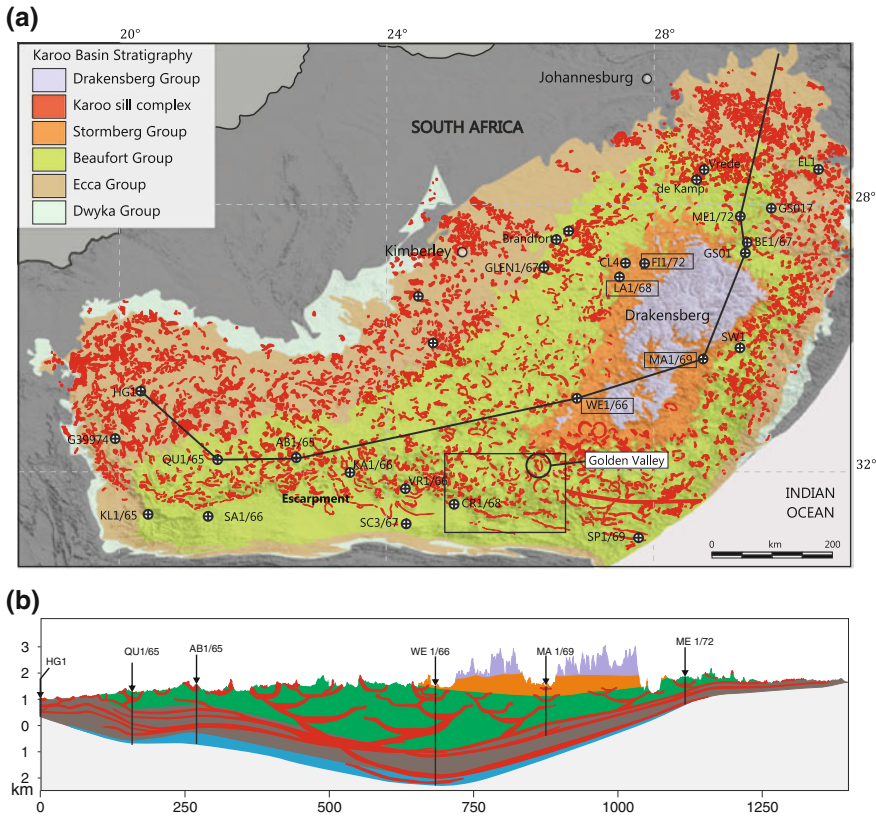 (a)
20°
24°
28°
Karoo Basin Stratigraphy
Drakensberg Group
Karoo sill complex
Stormberg Group
Beaufort Group
Ecca Group
Dwyka Group
Johannesburg
SOUTH AFRICA
Vrede
EL1
de Kamp
28°
ME1/72
GS017
Brandfort
BE1/67
Kimberley
GS01
GLEN1/67
CL4
FI1/72
LA1/68
Drakensberg
SW1
MA1/69
HG1
WE1/66
G39974
AB1/65
QU1/65
KA1/66
Golden Valley
32°
VR1/66
Escarpment
CR1/68
INDIAN
OCEAN
KL1/65
SA1/66
SC3/67
SP1/69
0 km 200
(b)
HG1
QU1/65
AB1/65
WE 1/66
MA 1/69
ME 1/72
3
2
1
0
1
2
km
0 250 500 750 1000 1250